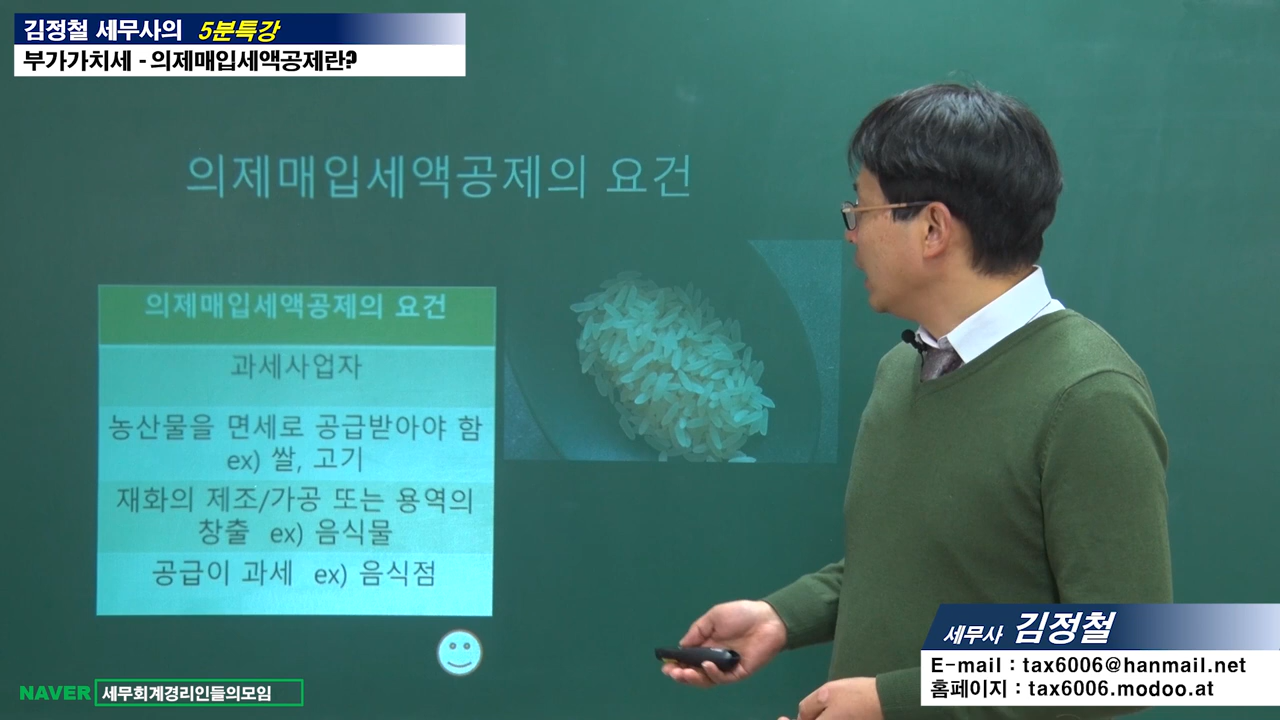 김정철 세무사의 5분특강
부가가치세 - 의제매입세액공제란?
의제매입세액공제의 요건
의제매입세액공제의 요건
과세사업자
농산물을 면세로 공급받아야 함
ex) 쌀, 고기
재화의 제조/가공 또는 용역의
창출 ex) 음식물
공급이 과세 ex) 음식점
세무사 김정철
E-mail : tax6006@hanmail.net
홈페이지 : tax6006.modoo.at
NAVER 세무회계경리인들의모임